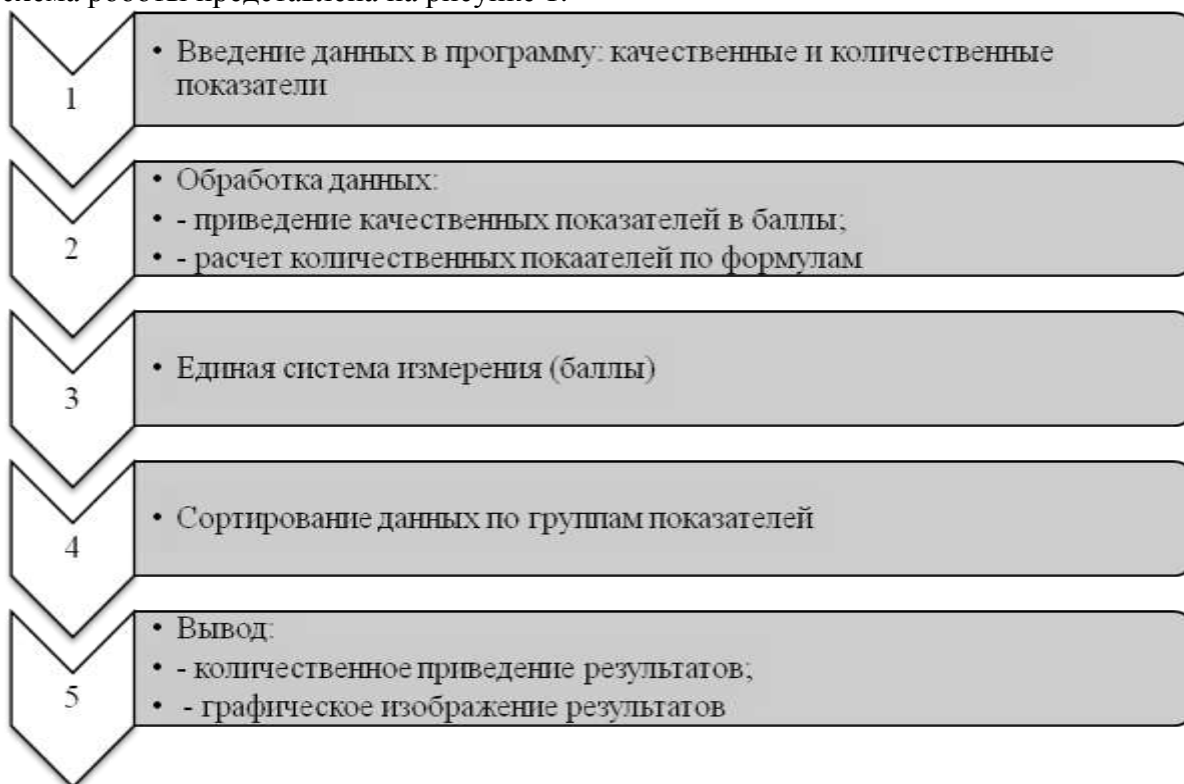 схема роботы представлена на рисунке 1.
1
• Введение данных в программу: качественные и количественные
показатели
2
• Обработка данных:
• - приведение качественных показателей в баллы;
• - расчет количественных покаателей по формулам
3
• Единая система измерения (баллы)
4
• Сортирование данных по группам показателей
5
• Вывод:
• - количественное приведение результатов;
• - графическое изображение результатов